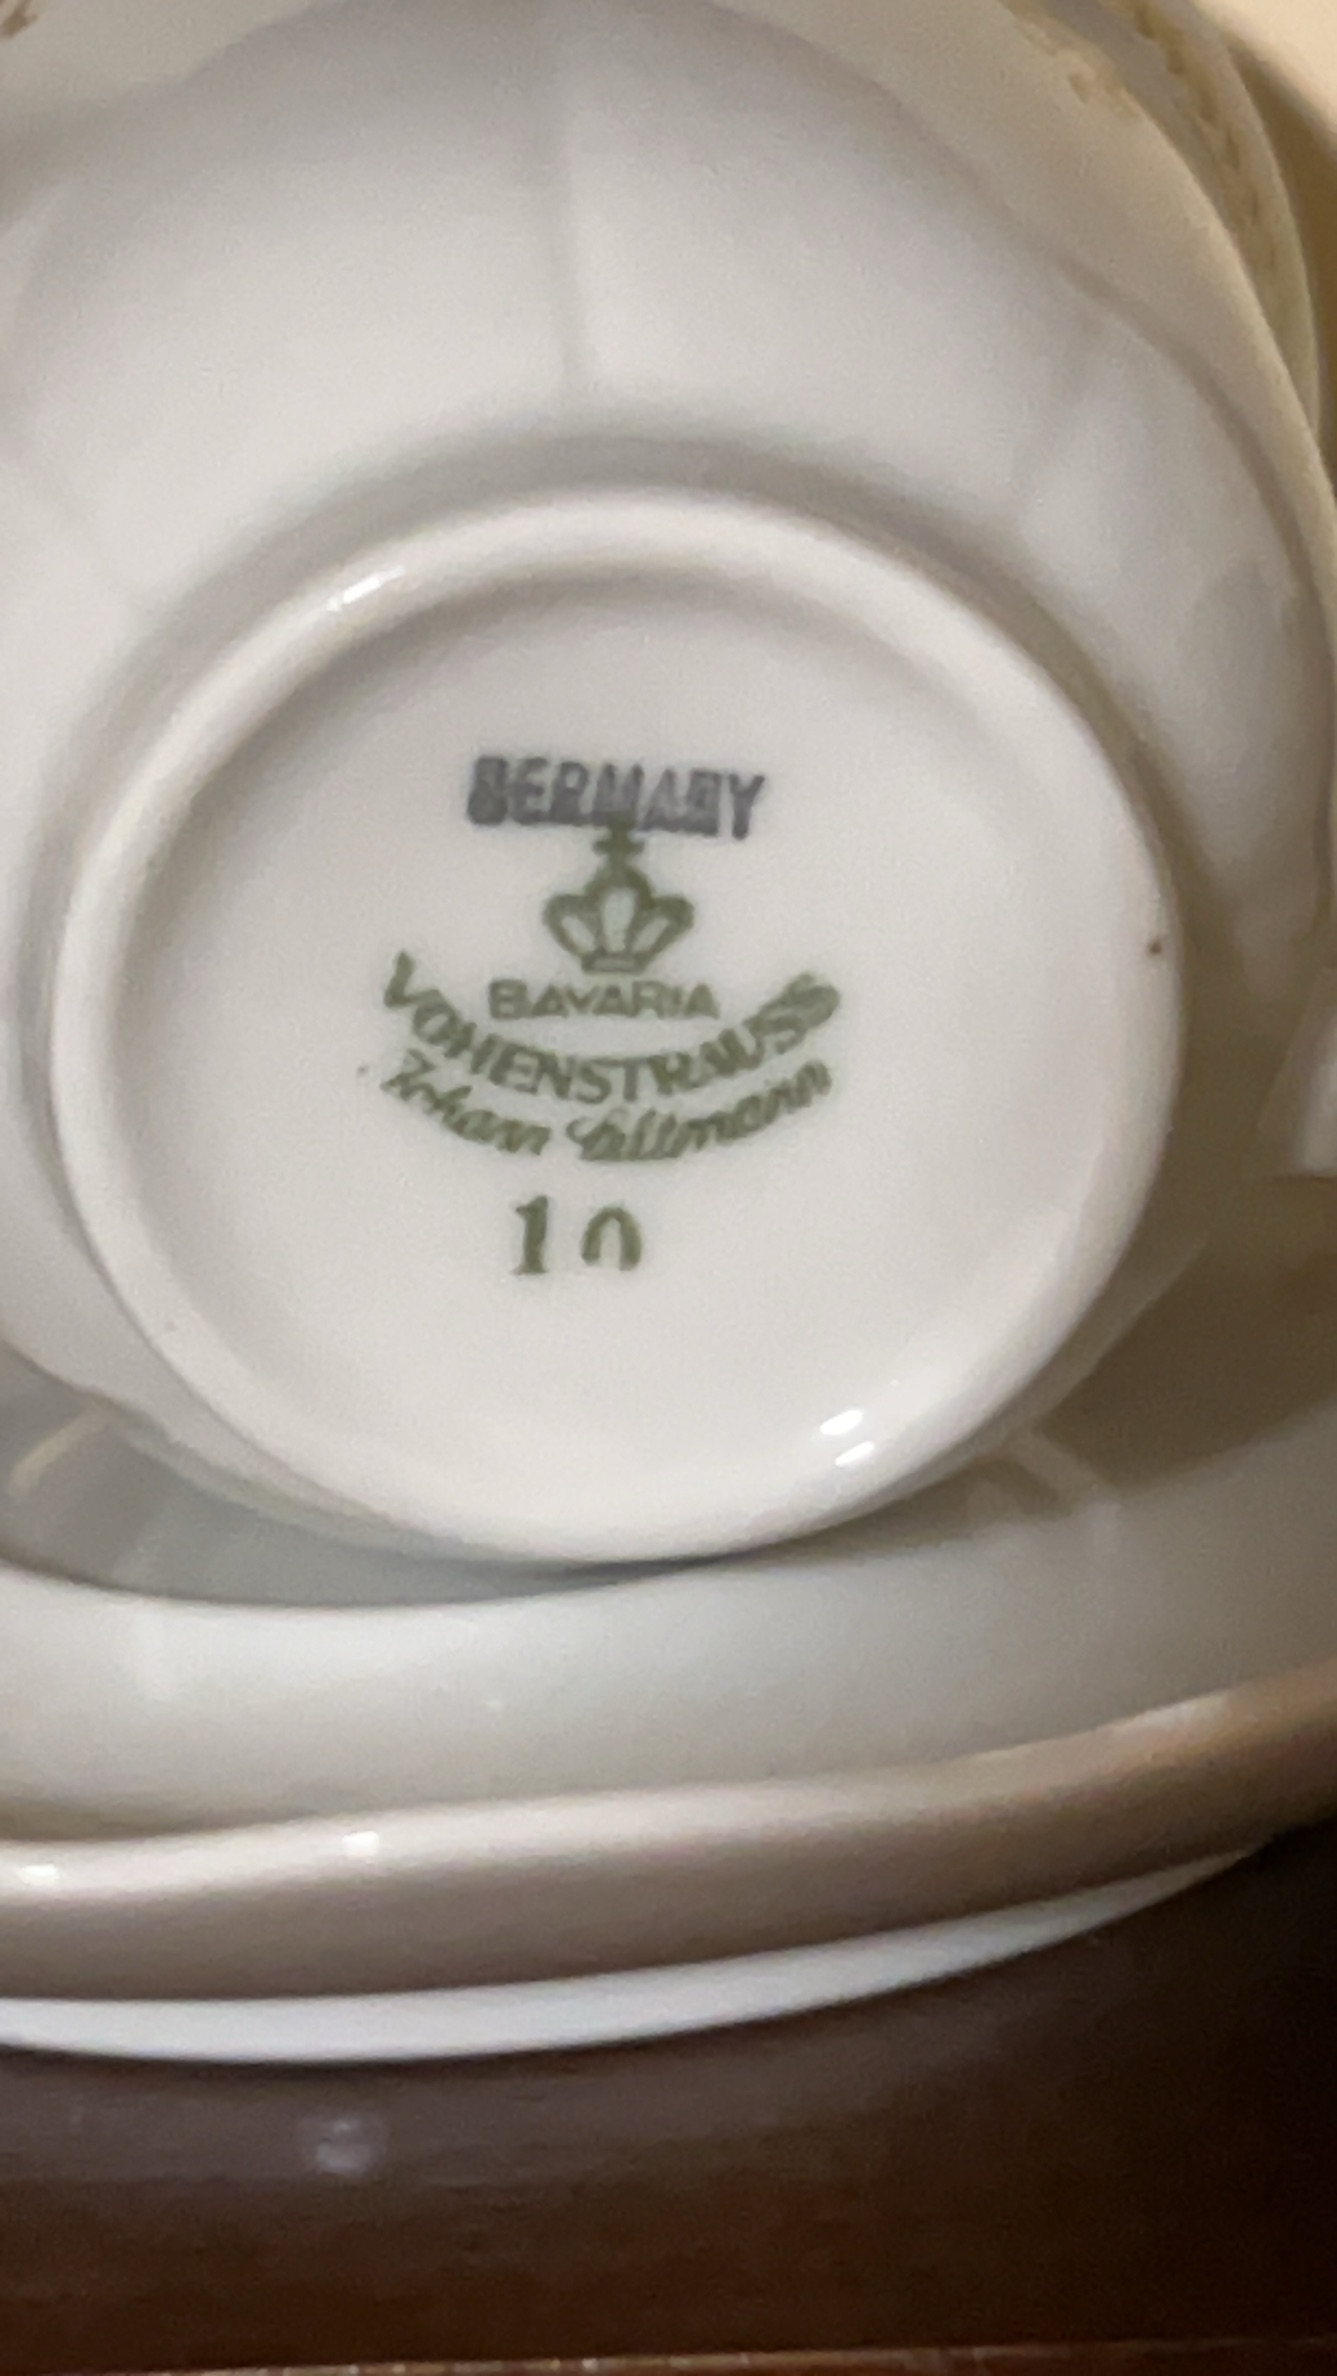 GERMANY
BAVARIA
VOHENSTRAUSS
Johann Seltmann
10